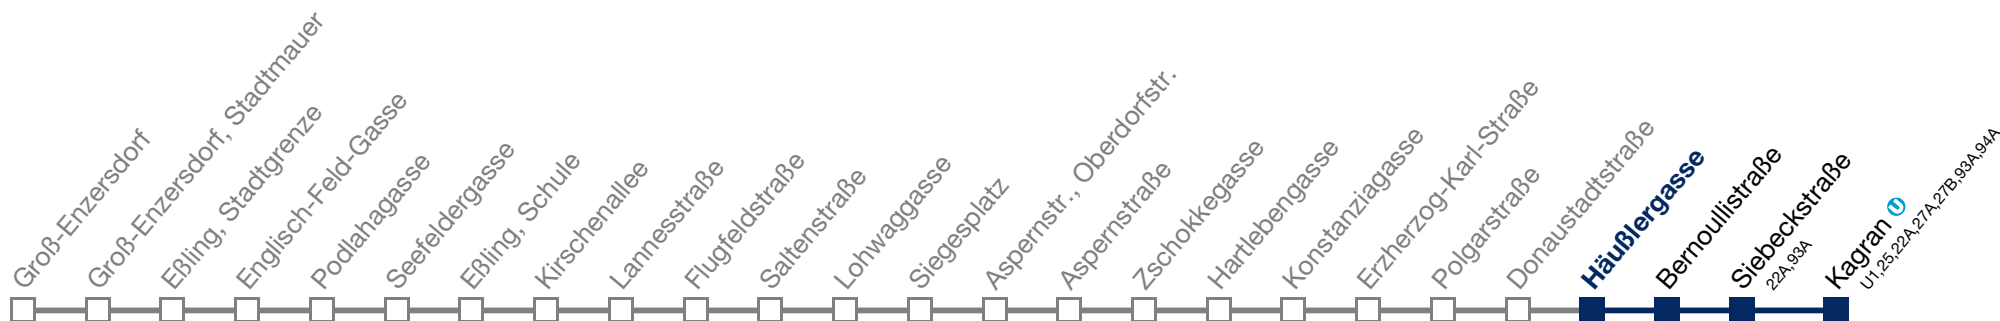 Groß-Enzersdorf
Groß-Enzersdorf, Stadtmauer
Eßling, Stadtgrenze
Englisch-Feld-Gasse
Podlahagasse
Seefeldergasse
Eßling, Schule
Kirschenallee
Lannesstraße
Flugfeldstraße
Saltenstraße
Lohwaggasse
Siegesplatz
Aspernstr., Oberdorfstr.
Aspernstraße
Zschokkegasse
Hartlebengasse
Konstanziagasse
Erzherzog-Karl-Straße
Polgarstraße
Donaustadtstraße
Häußlergasse
Bernoullistraße
Siebeckstraße
22A,93A
Kagran U
U1,25,22A,27A,27B,93A,94A